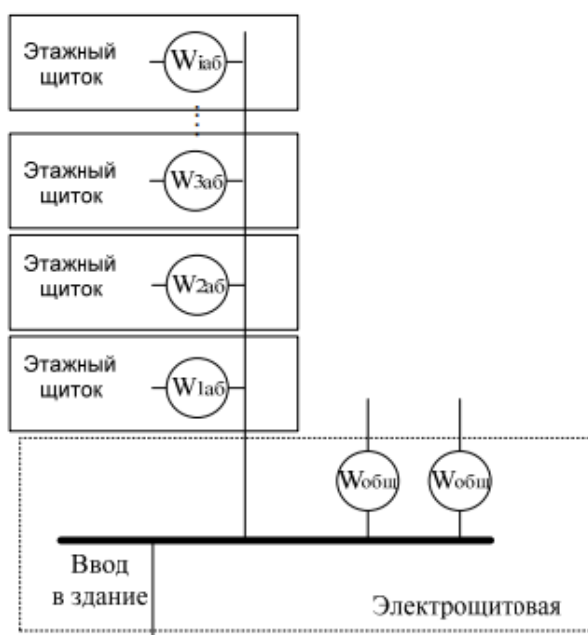 Этажный
щиток
Wiаб
Этажный
щиток
W3аб
Этажный
щиток
W2аб
Этажный
щиток
W1аб
Wобщ
Wобщ
Ввод
в здание
Электрощитовая